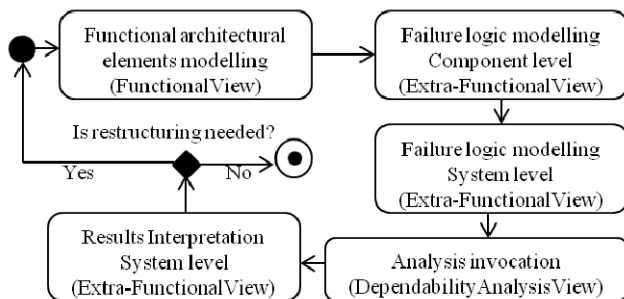 Functional architectural
elements modelling
(FunctionalView)
Failure logic modelling
Component level
(Extra-FunctionalView)
Failure logic modelling
System level
(Extra-FunctionalView)
Analysis invocation
(DependabilityAnalysisView)
Results Interpretation
System level
(Extra-FunctionalView)
Is restructuring needed?
Yes
No